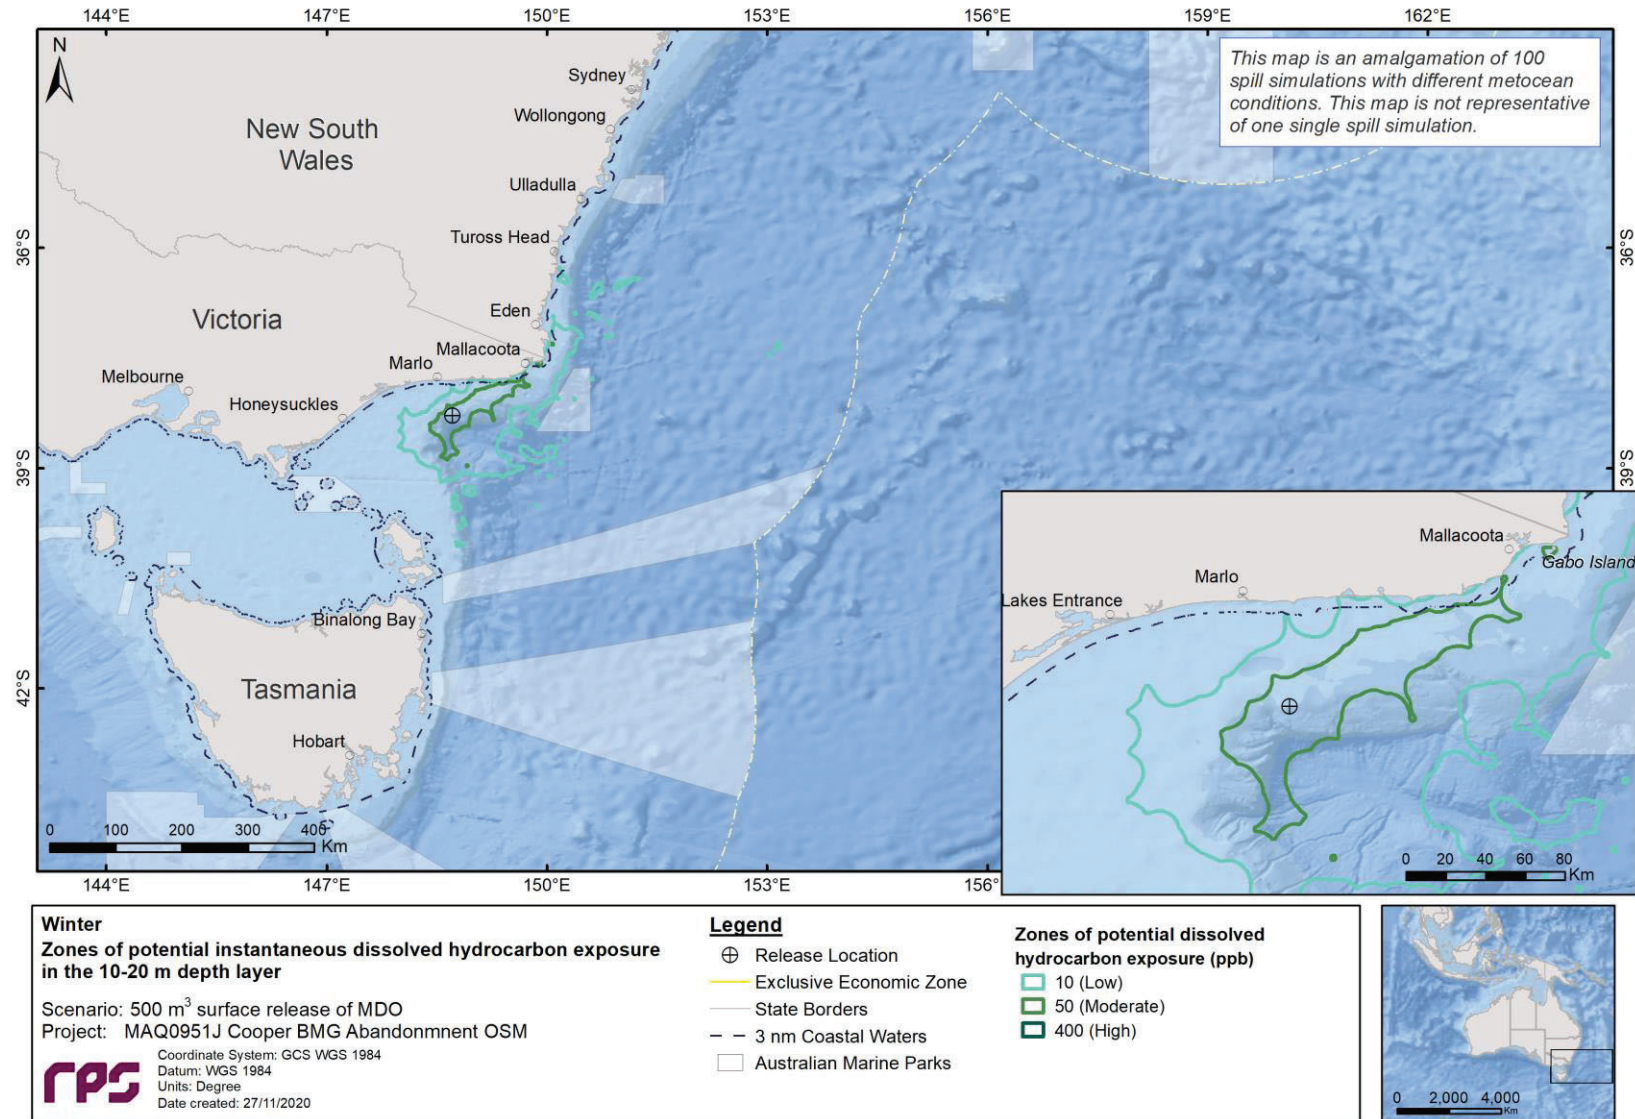 144°E 147°E 150°E 153°E 156°E 159°E 162°E
N
This map is an amalgamation of 100
spill simulations with different metocean
conditions. This map is not representative
of one single spill simulation.
Sydney
Wollongong
New South
Wales
Ulladulla
Tuross Head
36°S 36°S
Eden
Victoria
Mallacoota
Marlo
Melbourne
Honeysuckles
39°S 39°S
Mallacoota
Gabo Island
Marlo
Lakes Entrance
Binalong Bay
42°S
Tasmania
Hobart
0 100 200 300 400
Km
0 20 40 60 80
Km
144°E 147°E 150°E 153°E 156°
Winter
Zones of potential instantaneous dissolved hydrocarbon exposure
in the 10-20 m depth layer
Scenario: 500 m³ surface release of MDO
Project: MAQ0951J Cooper BMG Abandonmnent OSM
rps
Coordinate System: GCS WGS 1984
Datum: WGS 1984
Units: Degree
Date created: 27/11/2020
Legend
Release Location
Exclusive Economic Zone
State Borders
3 nm Coastal Waters
Australian Marine Parks
Zones of potential dissolved
hydrocarbon exposure (ppb)
10 (Low)
50 (Moderate)
400 (High)
0 2,000 4,000
Km